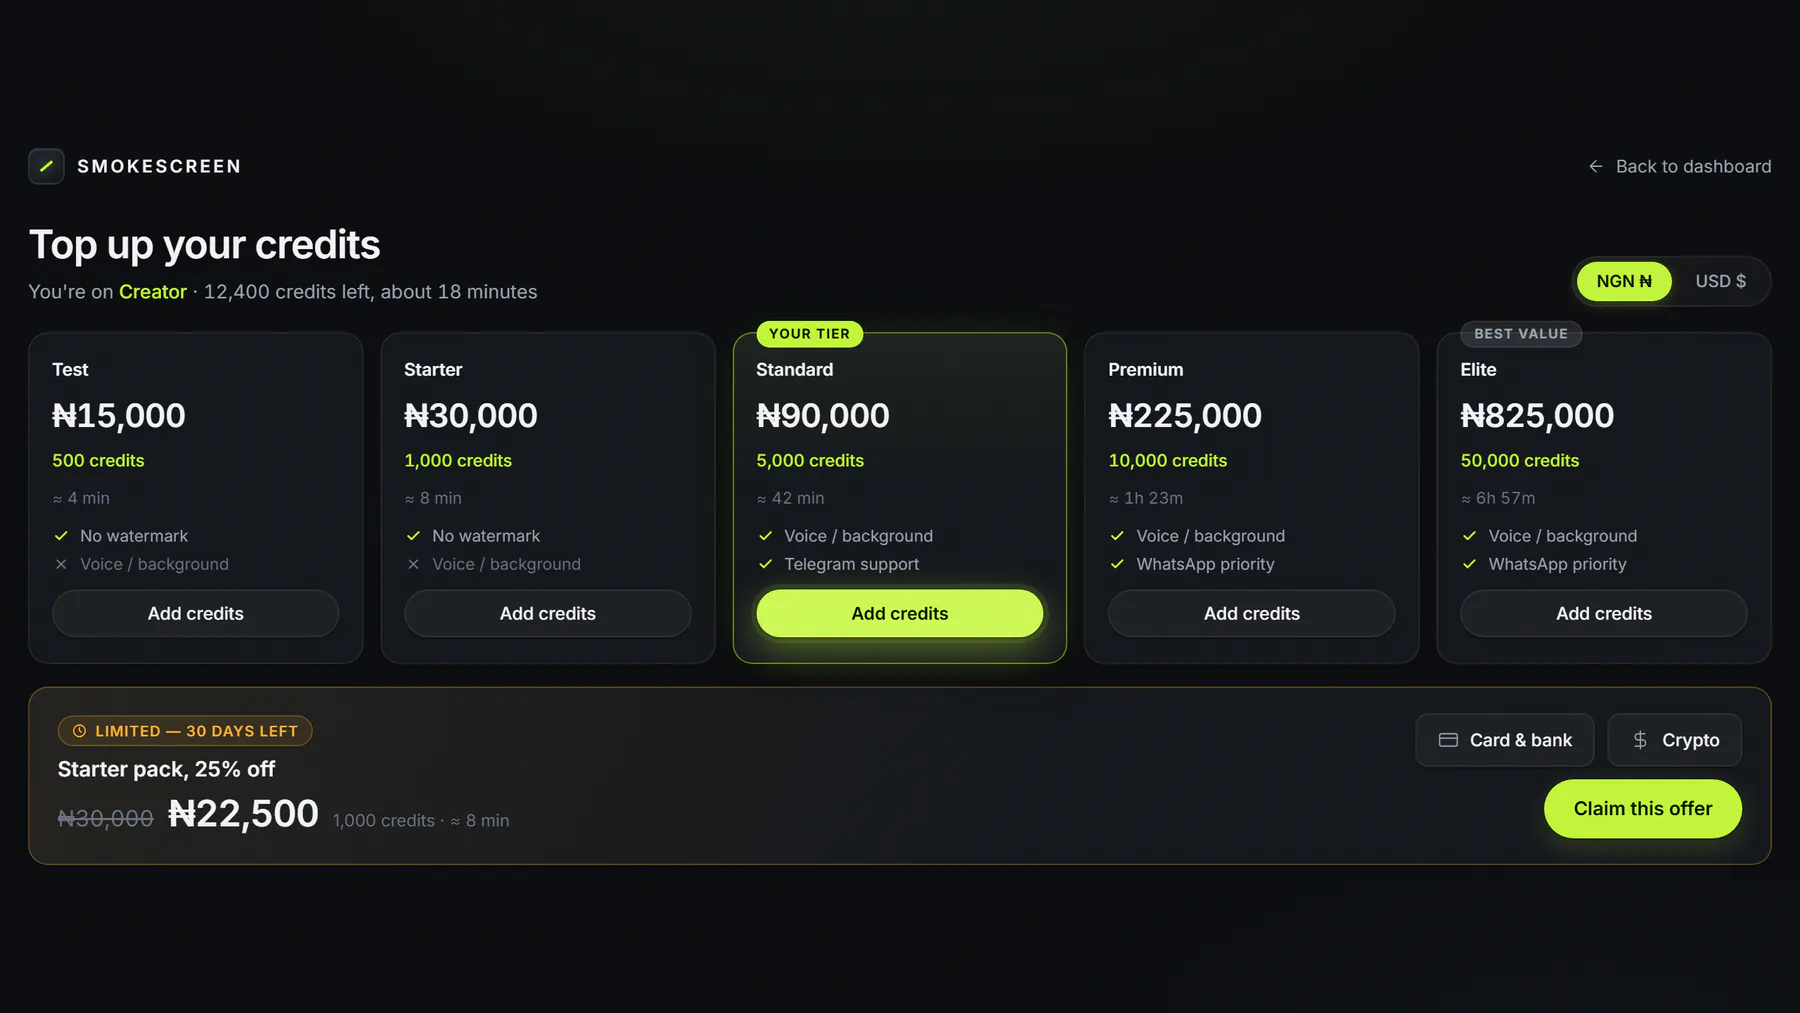 SMOKESCREEN
← Back to dashboard
Top up your credits
You're on Creator · 12,400 credits left, about 18 minutes
NGN ₦
USD $
Test
₦15,000
500 credits
≈ 4 min
✓ No watermark
✕ Voice / background
Add credits
Starter
₦30,000
1,000 credits
≈ 8 min
✓ No watermark
✕ Voice / background
Add credits
YOUR TIER
Standard
₦90,000
5,000 credits
≈ 42 min
✓ Voice / background
✓ Telegram support
Add credits
Premium
₦225,000
10,000 credits
≈ 1h 23m
✓ Voice / background
✓ WhatsApp priority
Add credits
BEST VALUE
Elite
₦825,000
50,000 credits
≈ 6h 57m
✓ Voice / background
✓ WhatsApp priority
Add credits
LIMITED — 30 DAYS LEFT
Starter pack, 25% off
₦30,000 ₦22,500 1,000 credits · ≈ 8 min
Card & bank
$ Crypto
Claim this offer